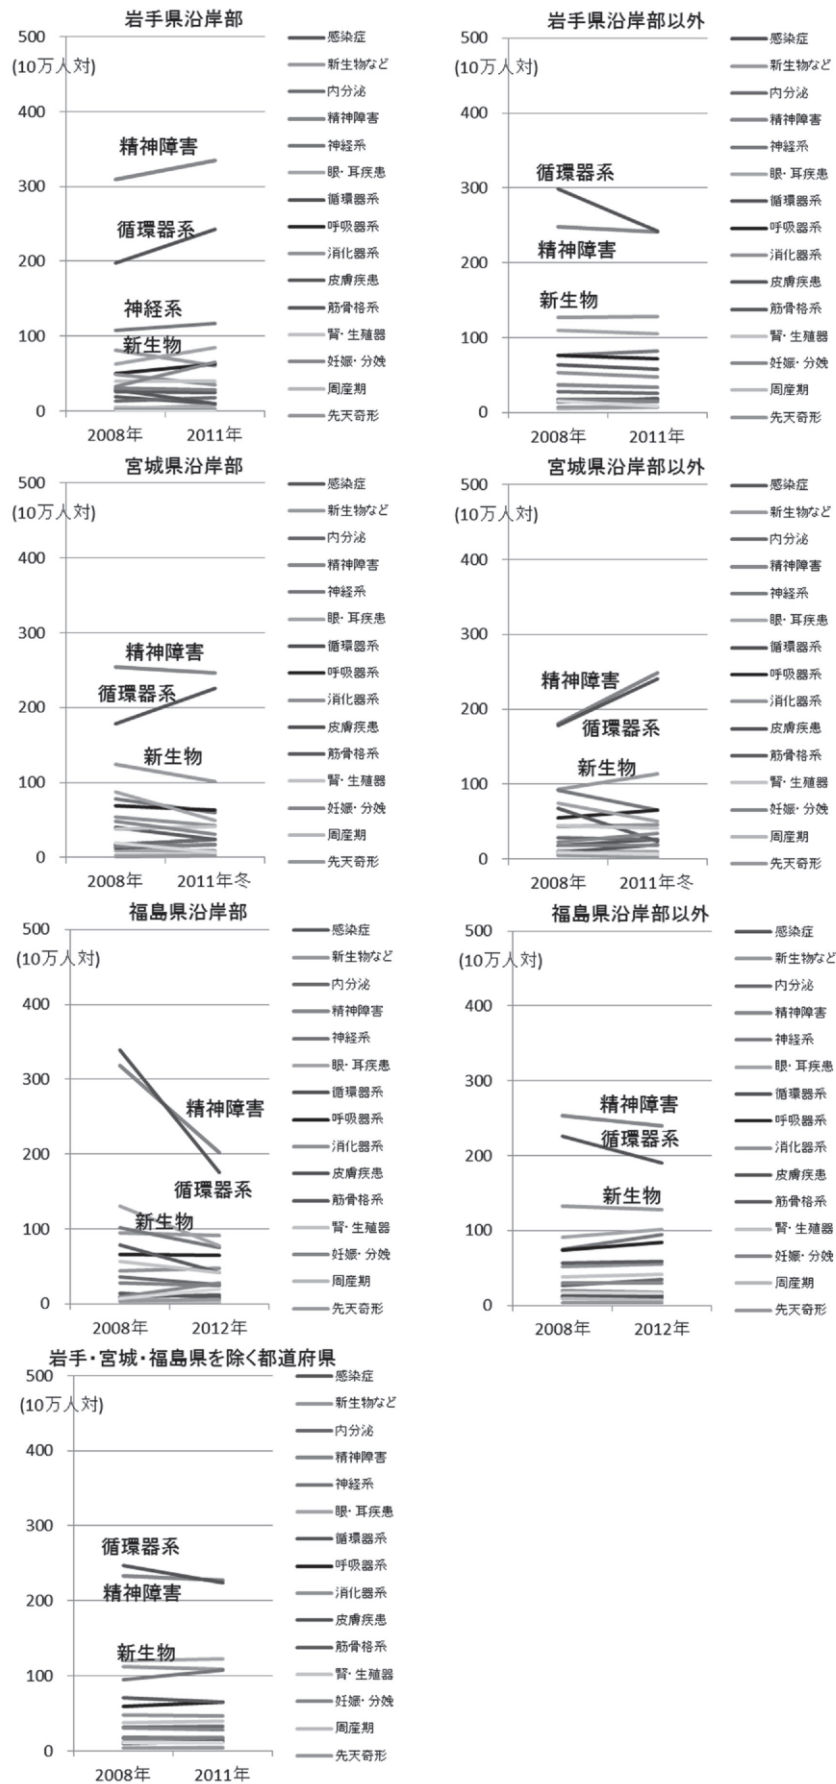 岩手県沿岸部
500
(10万人対)
400
300
200
100
0
精神障害
循環器系
神経系
新生物
2008年
2011年
感染症
新生物など
内分泌
精神障害
神経系
眼・耳疾患
循環器系
呼吸器系
消化器系
皮膚疾患
筋骨格系
腎・生殖器
妊娠・分娩
周産期
先天奇形
岩手県沿岸部以外
500
(10万人対)
400
300
200
100
0
循環器系
精神障害
新生物
2008年
2011年
感染症
新生物など
内分泌
精神障害
神経系
眼・耳疾患
循環器系
呼吸器系
消化器系
皮膚疾患
筋骨格系
腎・生殖器
妊娠・分娩
周産期
先天奇形
宮城県沿岸部
500
(10万人対)
400
300
200
100
0
精神障害
循環器系
新生物
2008年
2011年冬
感染症
新生物など
内分泌
精神障害
神経系
眼・耳疾患
循環器系
呼吸器系
消化器系
皮膚疾患
筋骨格系
腎・生殖器
妊娠・分娩
周産期
先天奇形
宮城県沿岸部以外
500
(10万人対)
400
300
200
100
0
精神障害
循環器系
新生物
2008年
2011年冬
感染症
新生物など
内分泌
精神障害
神経系
眼・耳疾患
循環器系
呼吸器系
消化器系
皮膚疾患
筋骨格系
腎・生殖器
妊娠・分娩
周産期
先天奇形
福島県沿岸部
500
(10万人対)
400
300
200
100
0
精神障害
循環器系
新生物
2008年
2012年
感染症
新生物など
内分泌
精神障害
神経系
眼・耳疾患
循環器系
呼吸器系
消化器系
皮膚疾患
筋骨格系
腎・生殖器
妊娠・分娩
周産期
先天奇形
福島県沿岸部以外
500
(10万人対)
400
300
200
100
0
精神障害
循環器系
新生物
2008年
2012年
感染症
新生物など
内分泌
精神障害
神経系
眼・耳疾患
循環器系
呼吸器系
消化器系
皮膚疾患
筋骨格系
腎・生殖器
妊娠・分娩
周産期
先天奇形
岩手・宮城・福島県を除く都道府県
500
(10万人対)
400
300
200
100
0
循環器系
精神障害
新生物
2008年
2011年
感染症
新生物など
内分泌
精神障害
神経系
眼・耳疾患
循環器系
呼吸器系
消化器系
皮膚疾患
筋骨格系
腎・生殖器
妊娠・分娩
周産期
先天奇形